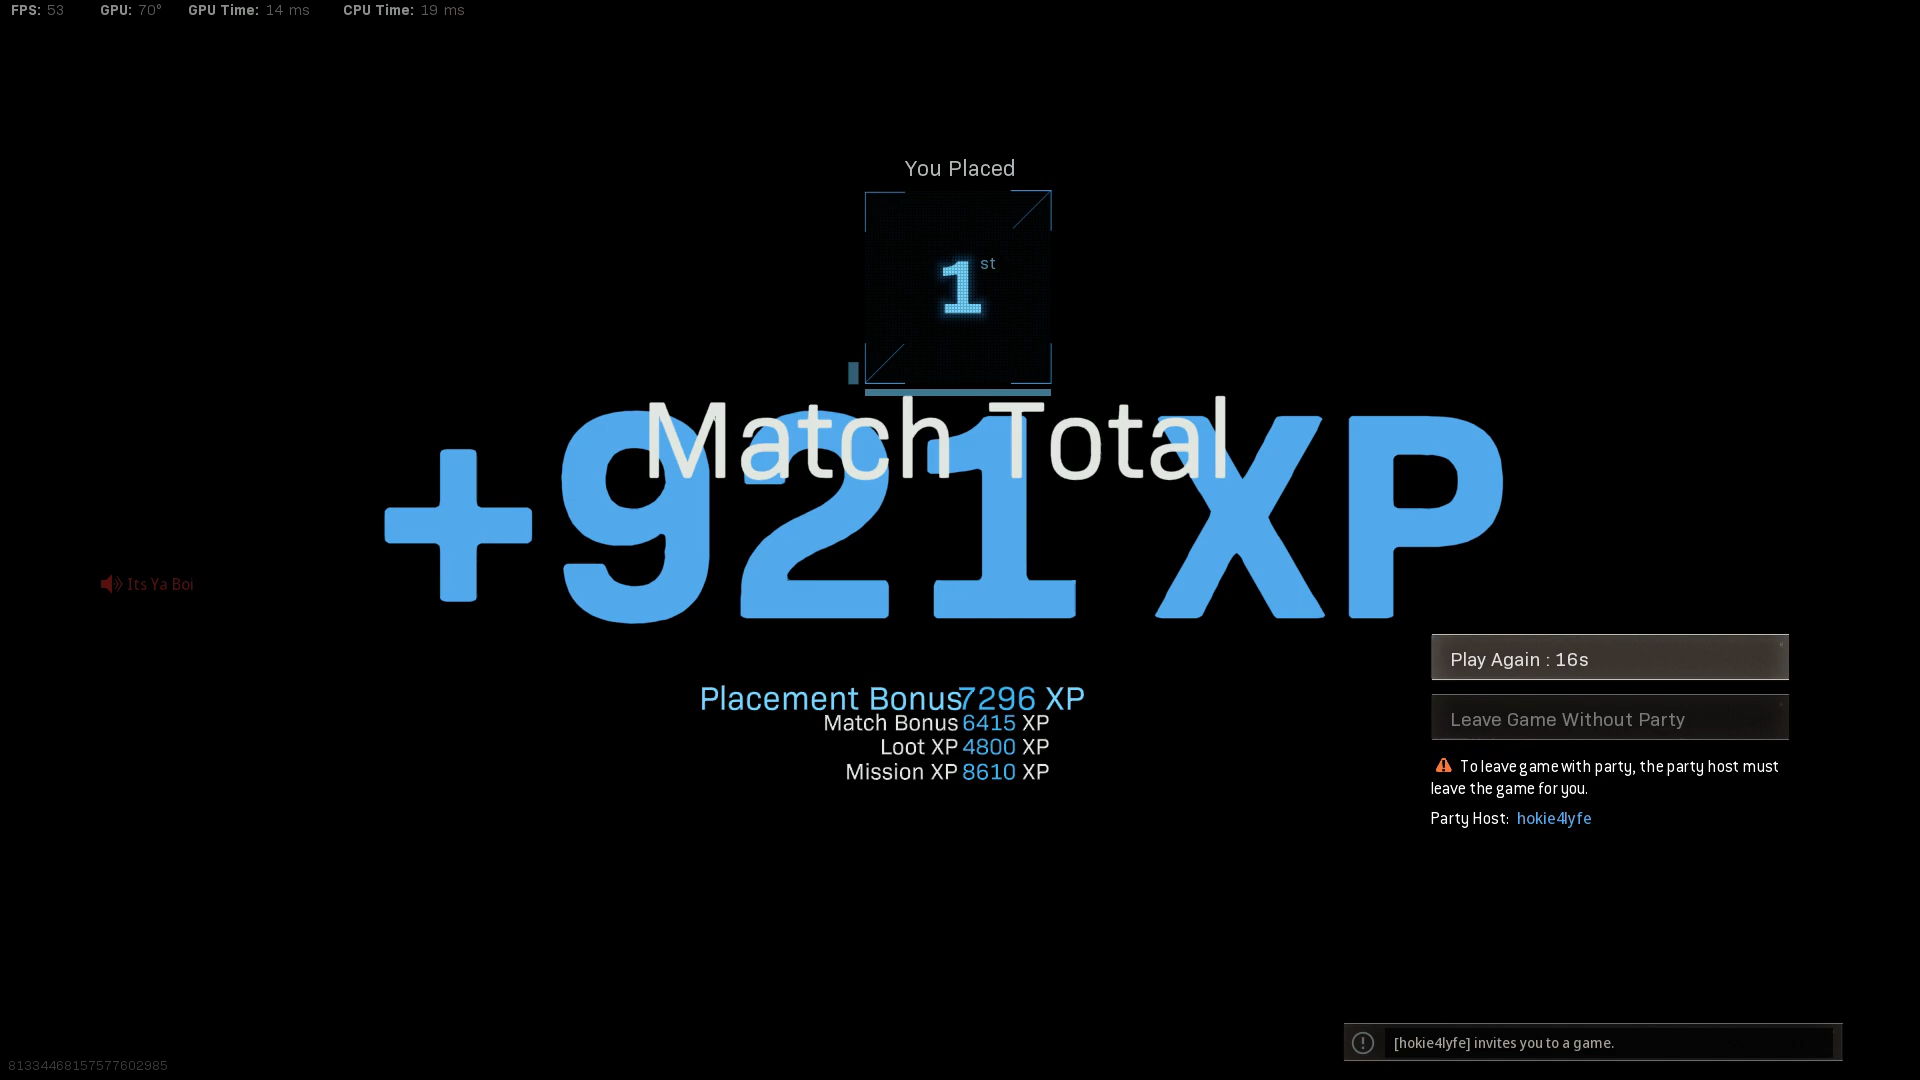 FPS: 53 GPU: 70° GPU Time: 14 ms CPU Time: 19 ms
You Placed
1st
Match Total
+921 XP
Its Ya Boi
Play Again : 16s
Placement Bonus 7296 XP
Leave Game Without Party
Match Bonus 6415 XP
Loot XP 4800 XP
Mission XP 8610 XP
To leave game with party, the party host must
leave the game for you.
Party Host: hokie4lyfe
[hokie4lyfe] invites you to a game.
81334468157577602985